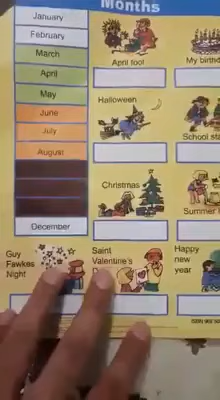 Months
January
February
March
April
May
June
July
August
December
April fool
My birthd
Halloween
School sta
Christmas
Summer
Guy
Fawkes
Night
Saint
Valentine's
Happy
new
year